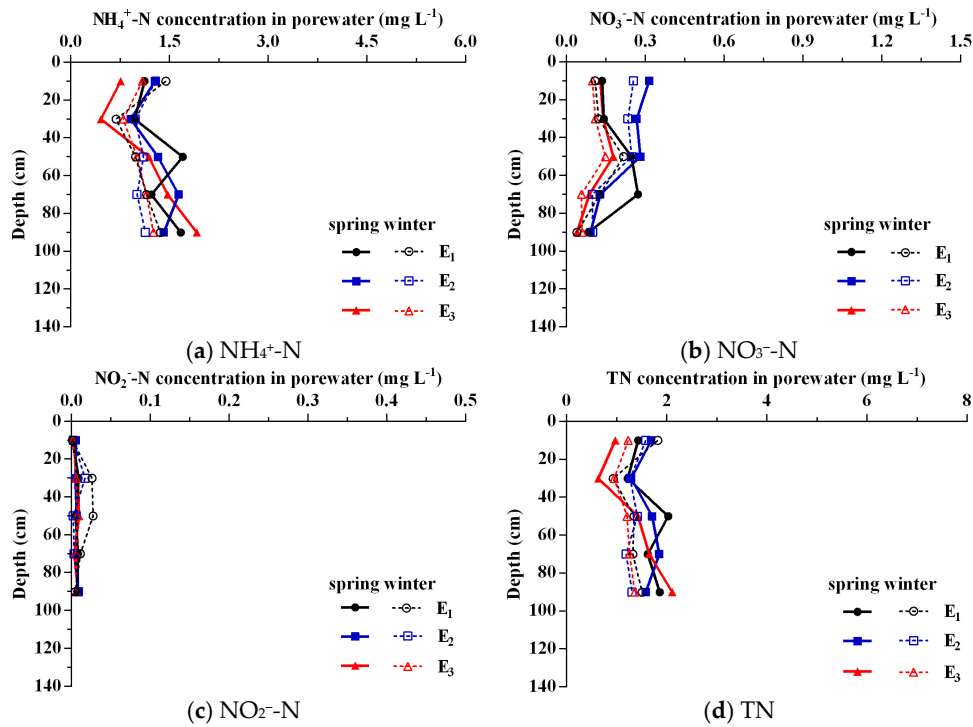 NH₄⁺-N concentration in porewater (mg L⁻¹)
0.0 1.5 3.0 4.5 6.0
0
20
40
60
80
100
120
140
Depth (cm)
spring winter
E₁
E₂
E₃
(a) NH₄⁺-N
NO₃⁻-N concentration in porewater (mg L⁻¹)
0.0 0.3 0.6 0.9 1.2 1.5
0
20
40
60
80
100
120
140
Depth (cm)
spring winter
E₁
E₂
E₃
(b) NO₃⁻-N
NO₂⁻-N concentration in porewater (mg L⁻¹)
0.0 0.1 0.2 0.3 0.4 0.5
0
20
40
60
80
100
120
140
Depth (cm)
spring winter
E₁
E₂
E₃
(c) NO₂⁻-N
TN concentration in porewater (mg L⁻¹)
0 2 4 6 8
0
20
40
60
80
100
120
140
Depth (cm)
spring winter
E₁
E₂
E₃
(d) TN